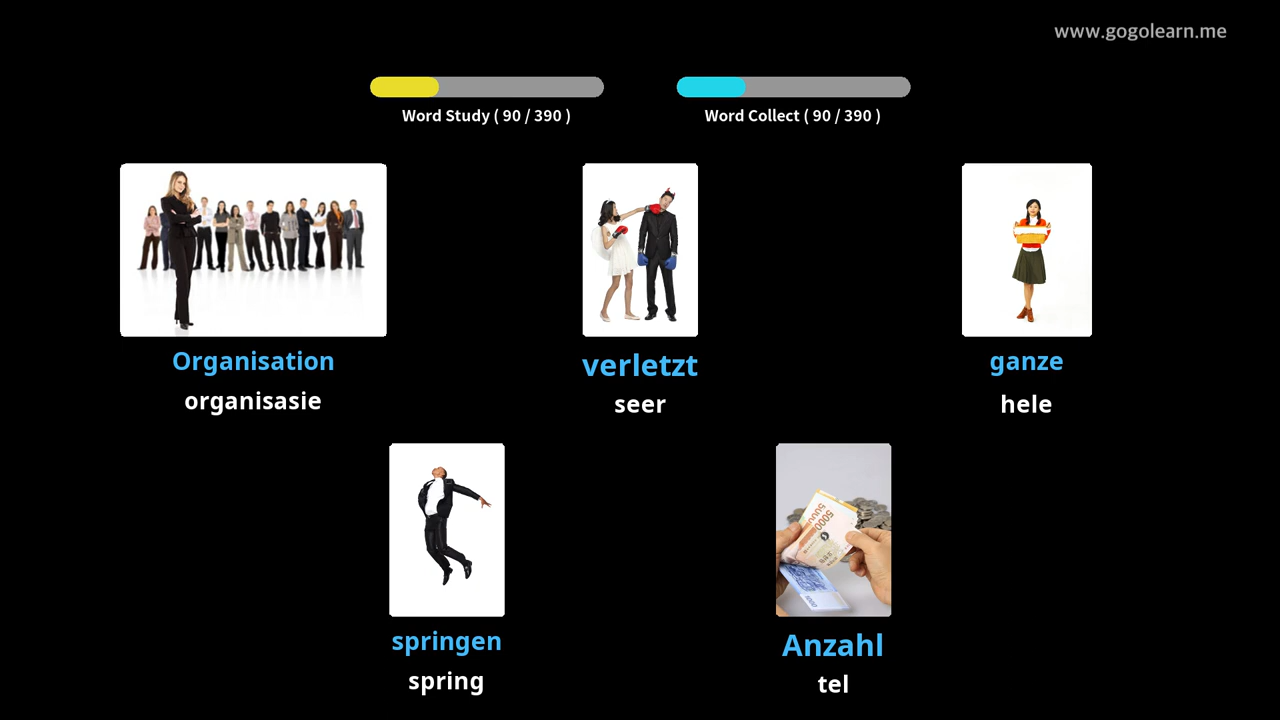 www.gogolearn.me
Word Study ( 90 / 390 )
Word Collect ( 90 / 390 )
Organisation
organisasie
verletzt
seer
ganze
hele
springen
spring
Anzahl
tel